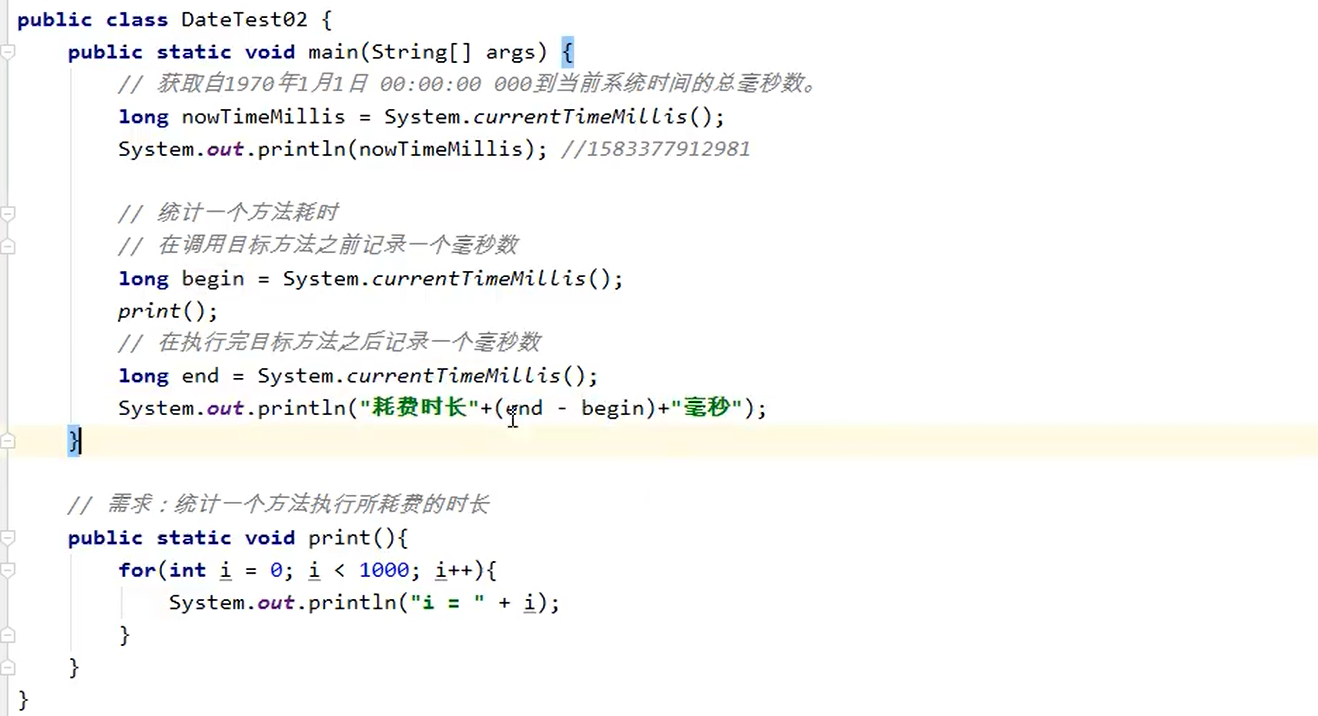 public class DateTest02 {
    public static void main(String[] args) {
        // 获取自1970年1月1日 00:00:00 000到当前系统时间的总毫秒数。
        long nowTimeMillis = System.currentTimeMillis();
        System.out.println(nowTimeMillis); //1583377912981
        // 统计一个方法耗时
        // 在调用目标方法之前记录一个毫秒数
        long begin = System.currentTimeMillis();
        print();
        // 在执行完目标方法之后记录一个毫秒数
        long end = System.currentTimeMillis();
        System.out.println("耗费时长"+(end - begin)+"毫秒");
    }
    // 需求：统计一个方法执行所耗费的时长
    public static void print(){
        for(int i = 0; i < 1000; i++){
            System.out.println("i = " + i);
        }
    }
}